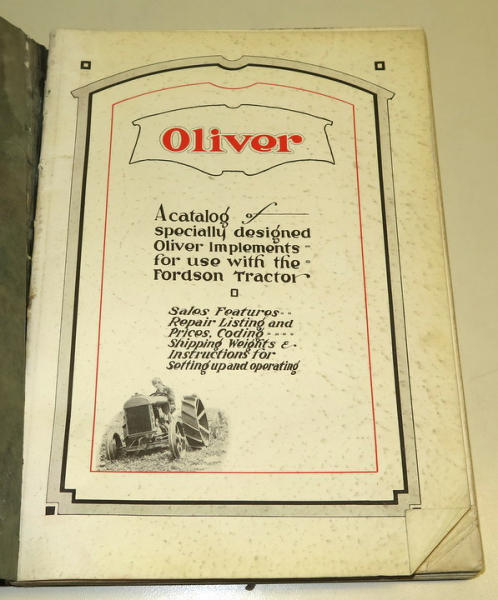 Oliver
A catalog of
specially designed
Oliver Implements
for use with the
Fordson Tractor
Sales Features
Repair Listing and
Prices, Coding
Shipping Weights &
Instructions for
Setting up and operating